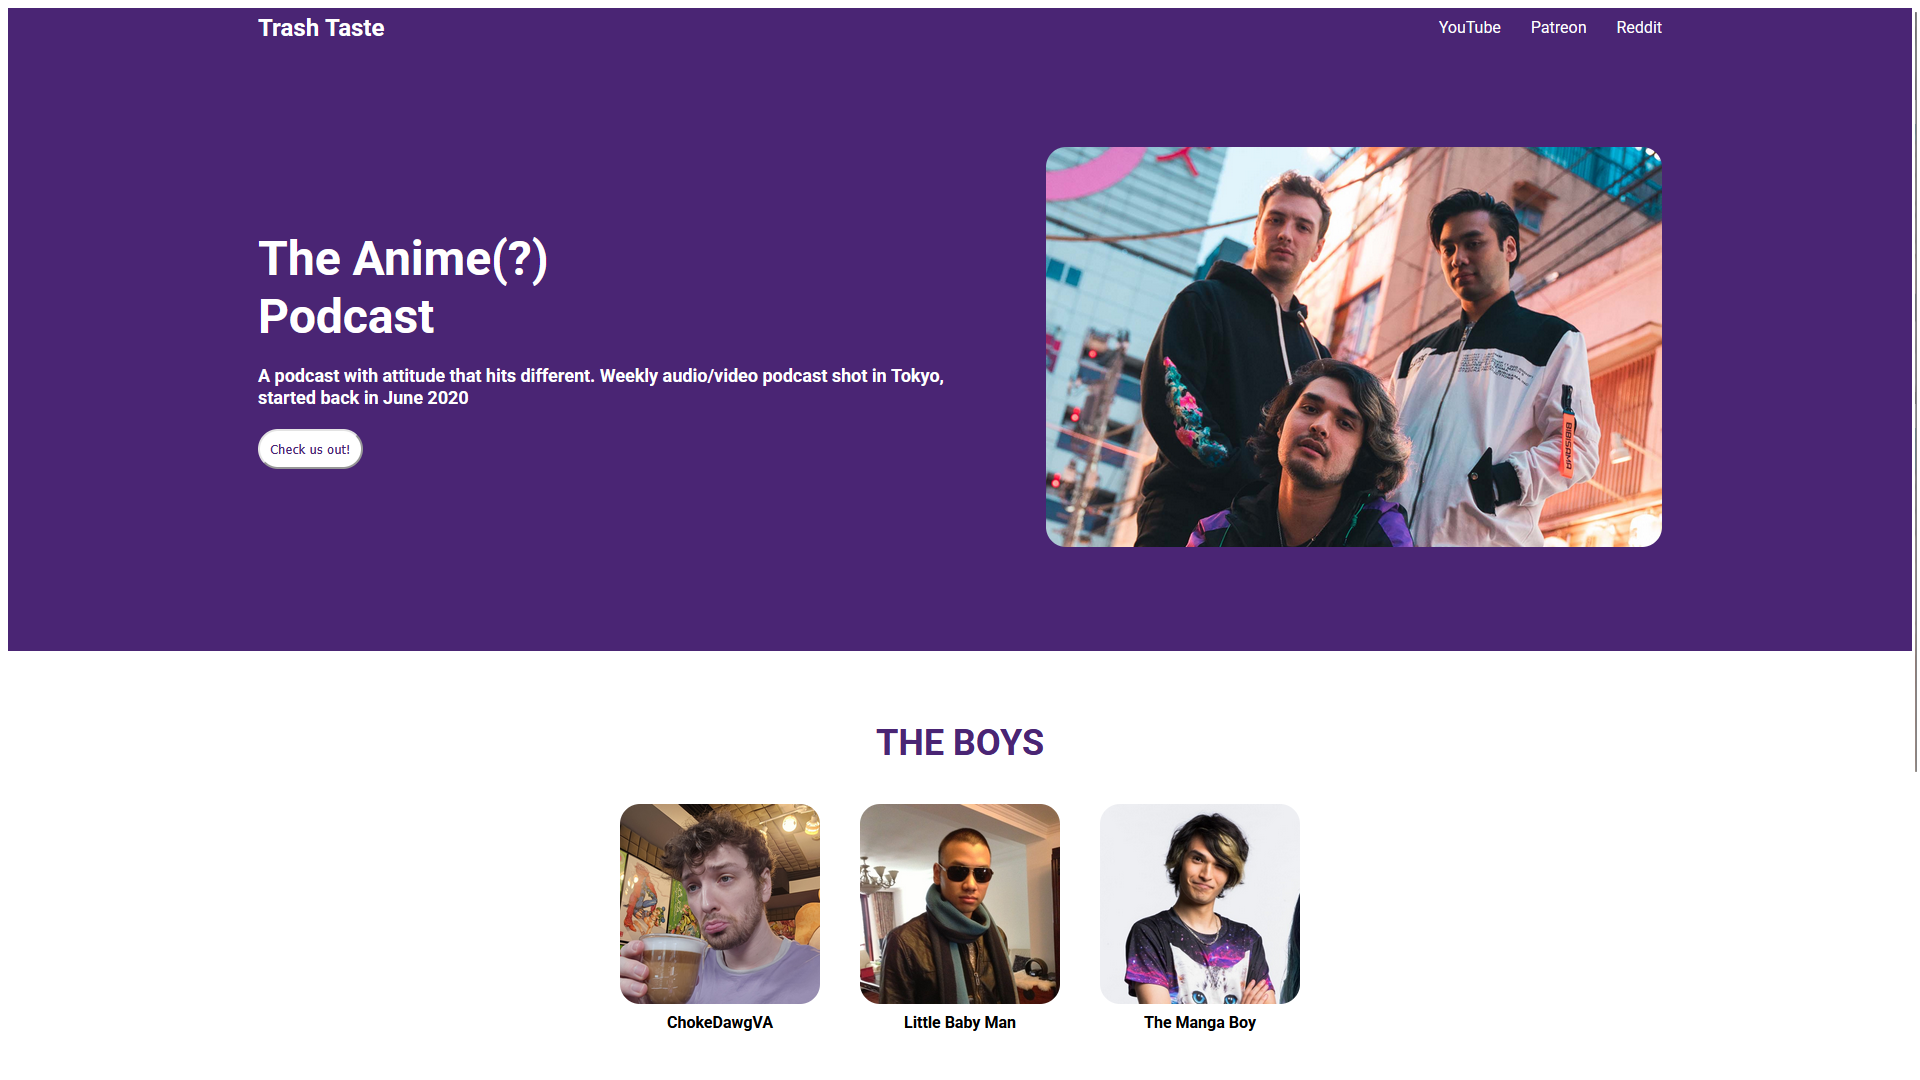 Trash Taste
YouTube Patreon Reddit
The Anime(?)
Podcast
A podcast with attitude that hits different. Weekly audio/video podcast shot in Tokyo,
started back in June 2020
Check us out!
THE BOYS
ChokeDawgVA
Little Baby Man
The Manga Boy